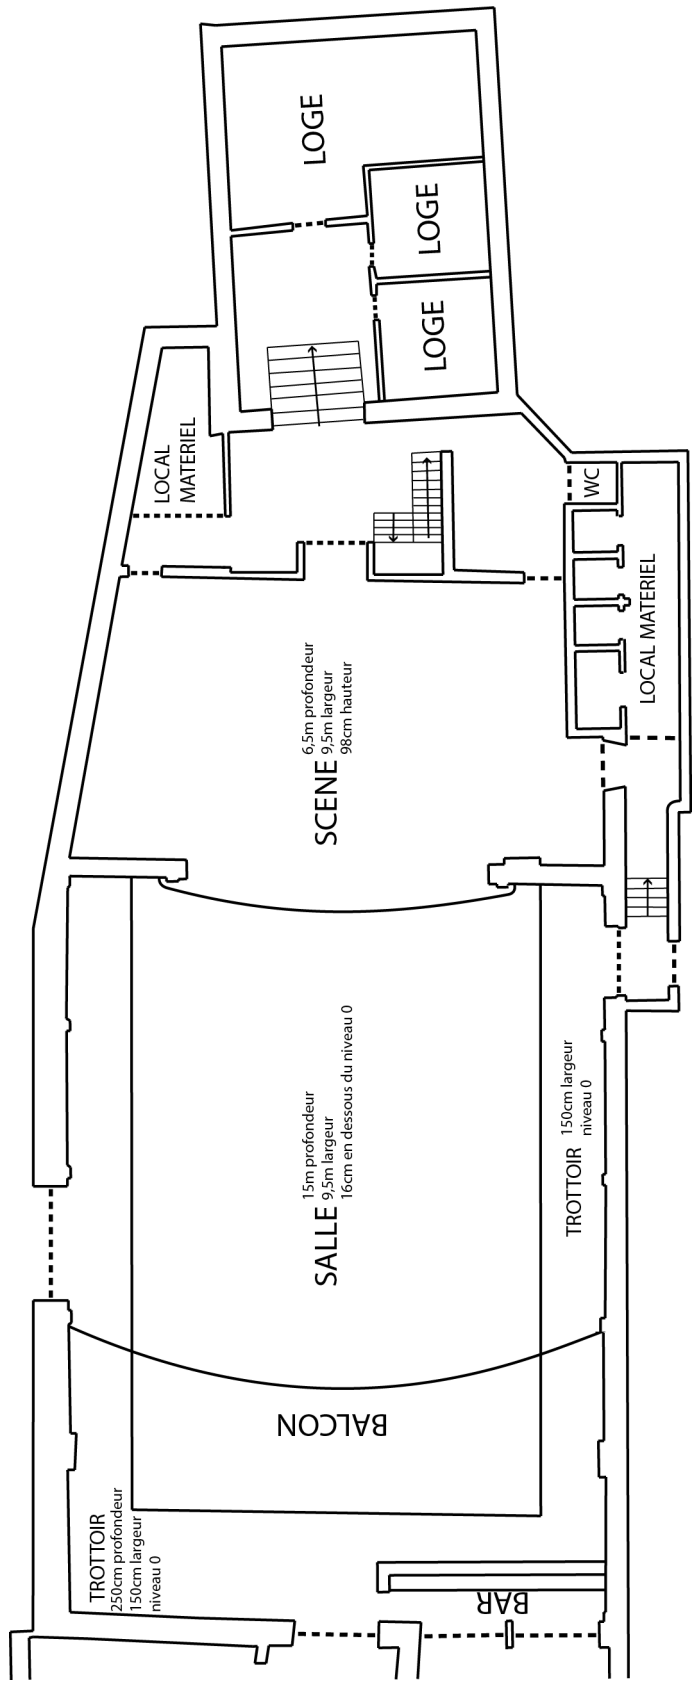 LOGE
LOGE
LOGE
LOCAL
MATERIEL
WC
LOCAL MATERIEL
SCENE
6,5m profondeur
9,5m largeur
98cm hauteur
SALLE
15m profondeur
9,5m largeur
16cm en dessous du niveau 0
TROTTOIR
150cm largeur
niveau 0
BALCON
TROTTOIR
250cm profondeur
150cm largeur
niveau 0
BAR